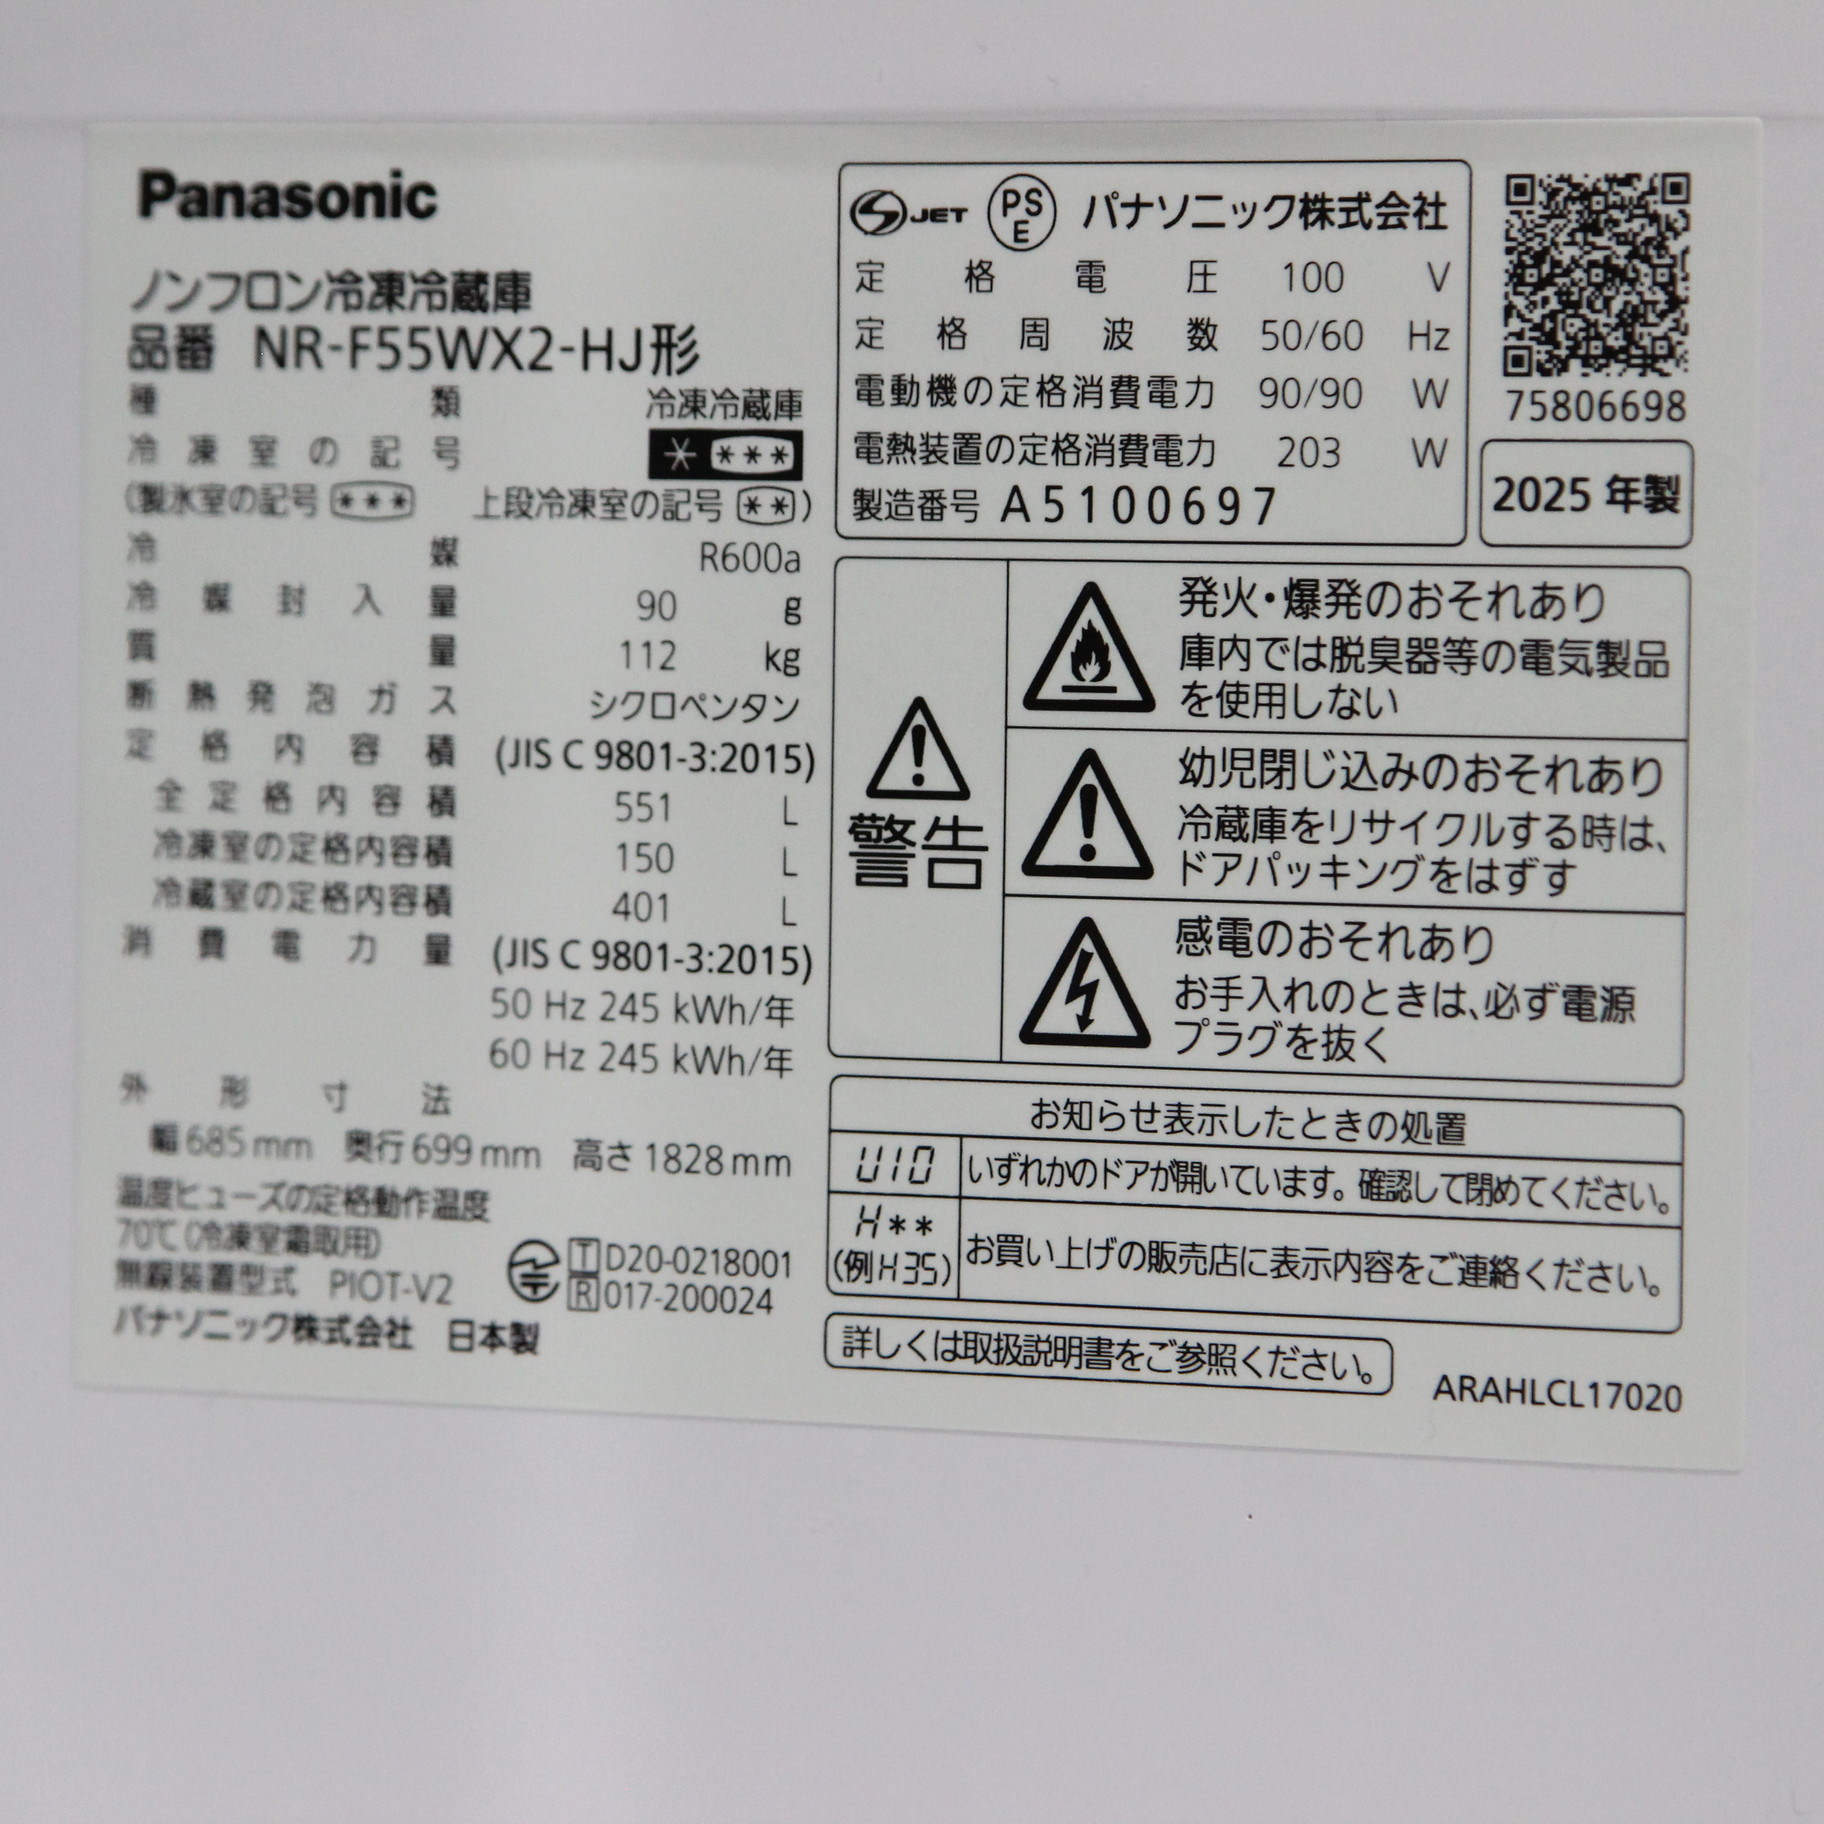 Panasonic
ノンフロン冷凍冷蔵庫
品番 NR-F55WX2-HJ形
種類 冷凍冷蔵庫
冷凍室の記号 * ***
(製氷室の記号 *** 上段冷凍室の記号 **)
冷媒 R600a
冷媒封入量 90 g
質量 112 kg
断熱発泡ガス シクロペンタン
定格内容積 (JIS C 9801-3:2015)
全定格内容積 551 L
冷凍室の定格内容積 150 L
冷蔵室の定格内容積 401 L
消費電力量 (JIS C 9801-3:2015)
50 Hz 245 kWh/年
60 Hz 245 kWh/年
外形寸法
幅 685 mm 奥行 699 mm 高さ 1828 mm
温度ヒューズの定格動作温度
70℃ (冷凍室霜取用)
無線装置型式 PIOT-V2
T D20-0218001
R 017-200024
パナソニック株式会社 日本製
JET PSE パナソニック株式会社
定格電圧 100 V
定格周波数 50/60 Hz
電動機の定格消費電力 90/90 W
電熱装置の定格消費電力 203 W
製造番号 A5100697
75806698
2025 年製
警告
発火・爆発のおそれあり
庫内では脱臭器等の電気製品
を使用しない
幼児閉じ込みのおそれあり
冷蔵庫をリサイクルする時は、
ドアパッキングをはずす
感電のおそれあり
お手入れのときは、必ず電源
プラグを抜く
お知らせ表示したときの処置
U10 いずれかのドアが開いています。確認して閉めてください。
H**
(例 H35) お買い上げの販売店に表示内容をご連絡ください。
詳しくは取扱説明書をご参照ください。
ARAHLCL17020